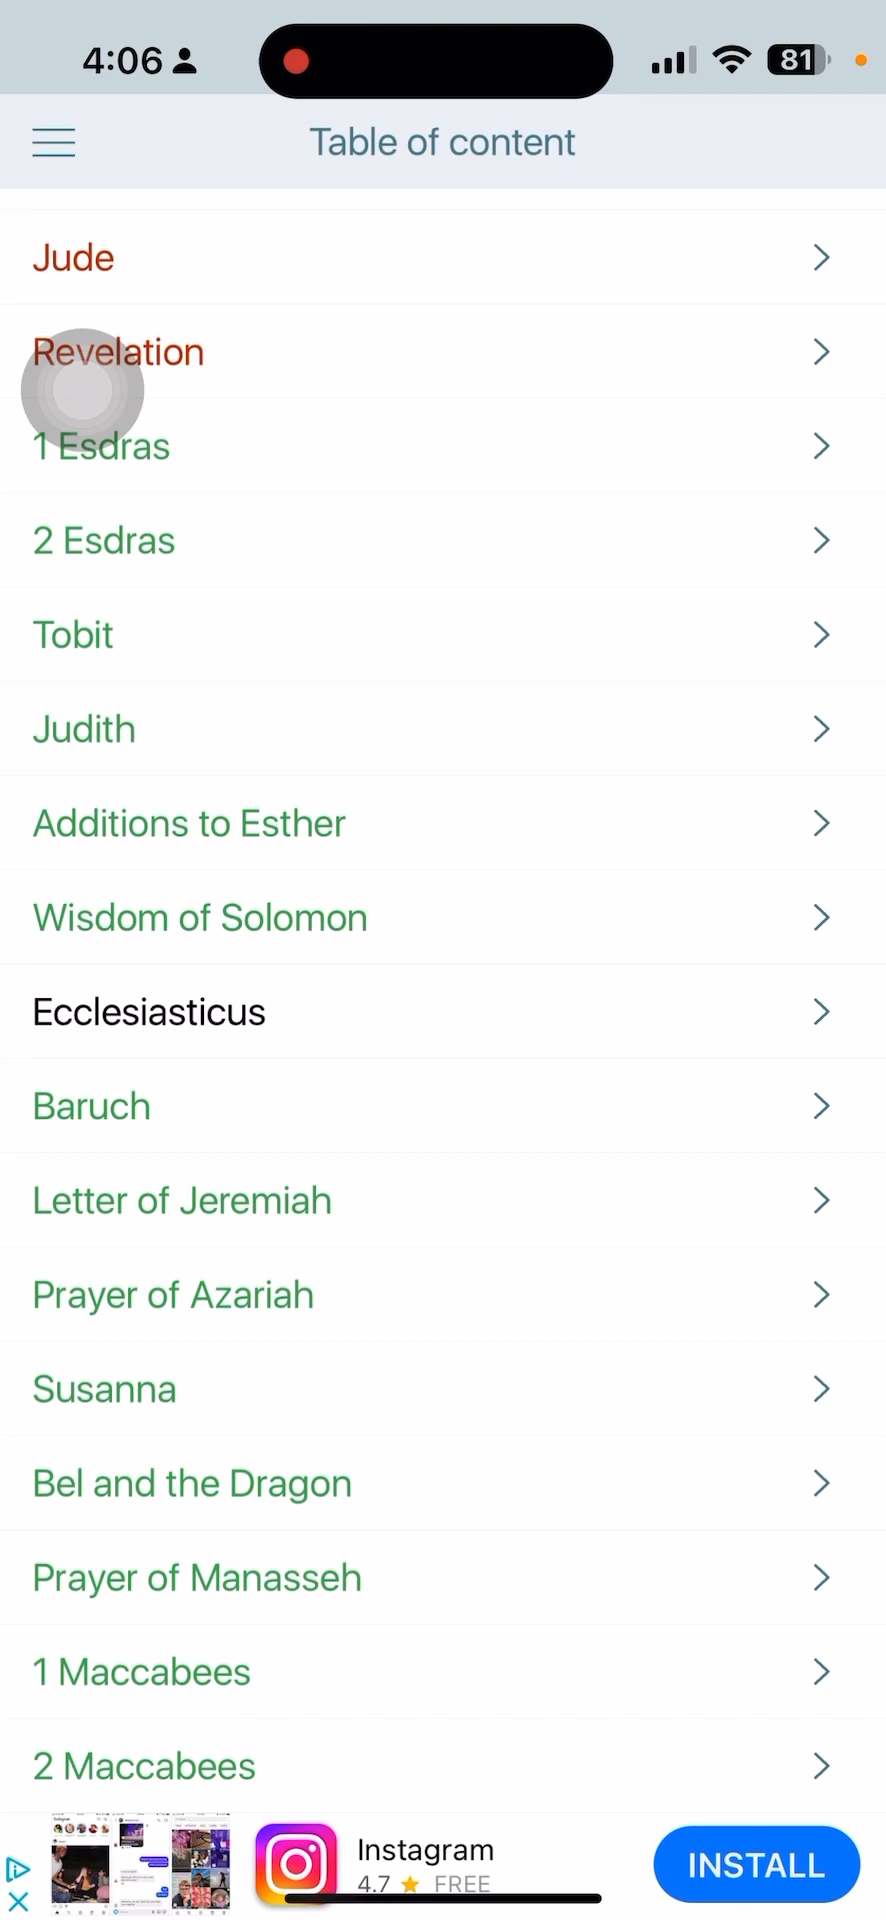 4:06
81
Table of content
Jude
Revelation
1 Esdras
2 Esdras
Tobit
Judith
Additions to Esther
Wisdom of Solomon
Ecclesiasticus
Baruch
Letter of Jeremiah
Prayer of Azariah
Susanna
Bel and the Dragon
Prayer of Manasseh
1 Maccabees
2 Maccabees
Instagram
4.7 ★ FREE
INSTALL